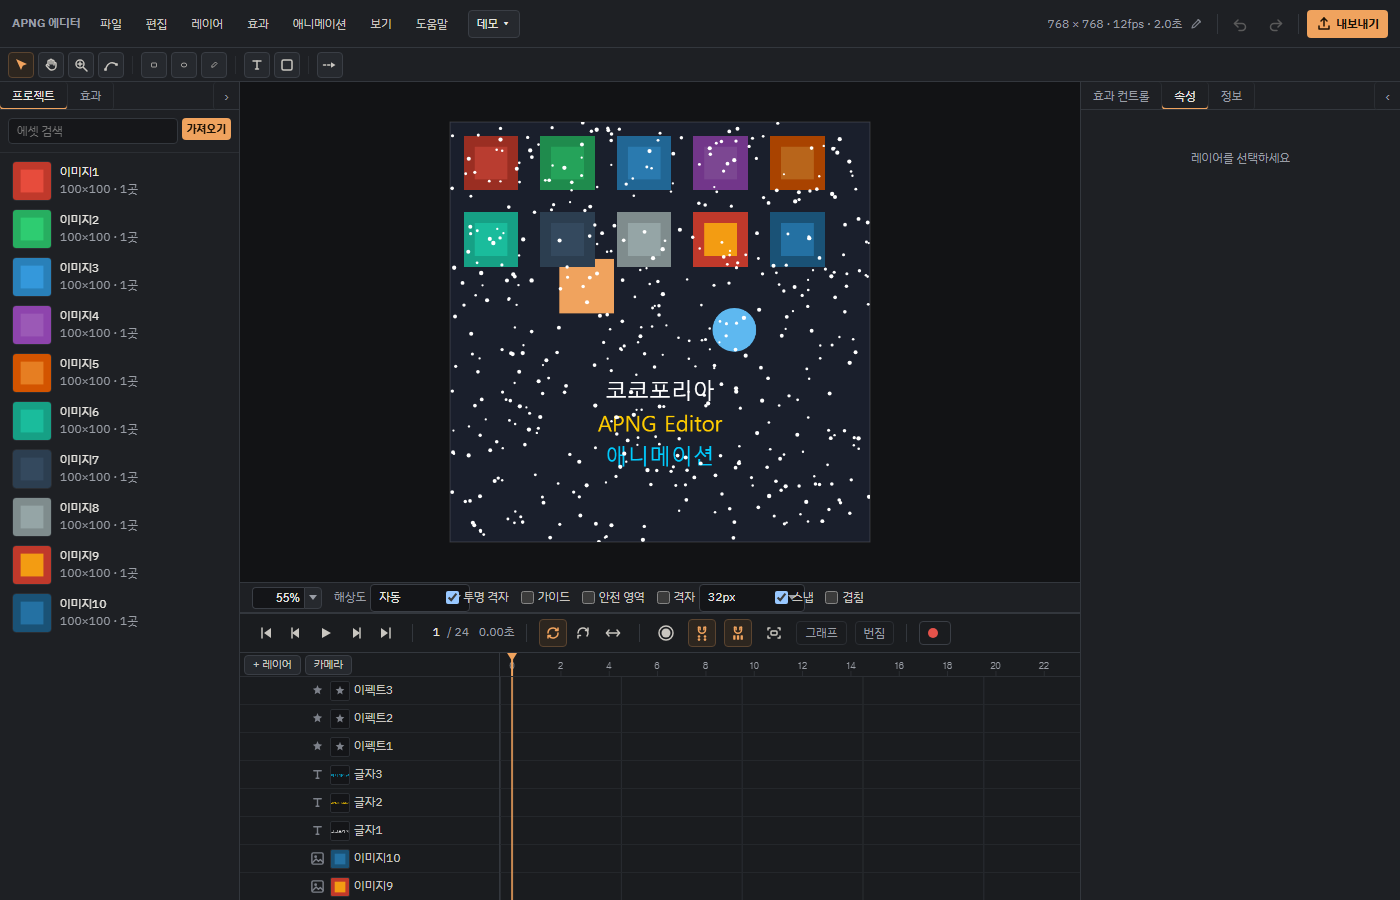 APNG 에디터 파일 편집 레이어 효과 애니메이션 보기 도움말 데모 768 × 768 · 12fps · 2.0초 내보내기
T
프로젝트 효과 효과 컨트롤 속성 정보
에셋 검색 가져오기
레이어를 선택하세요
이미지1
100×100 · 1곳
이미지2
100×100 · 1곳
이미지3
100×100 · 1곳
이미지4
100×100 · 1곳
이미지5
100×100 · 1곳
이미지6
100×100 · 1곳
이미지7
100×100 · 1곳
이미지8
100×100 · 1곳
이미지9
100×100 · 1곳
이미지10
100×100 · 1곳
코코포리아
APNG Editor
애니메이션
55% 해상도 자동 투명 격자 가이드 안전 영역 격자 32px 스냅 겹침
1 / 24 0.00초 그래프 번짐
+ 레이어 카메라 0 2 4 6 8 10 12 14 16 18 20 22
이펙트3
이펙트2
이펙트1
T 글자3
T 글자2
T 글자1
이미지10
이미지9